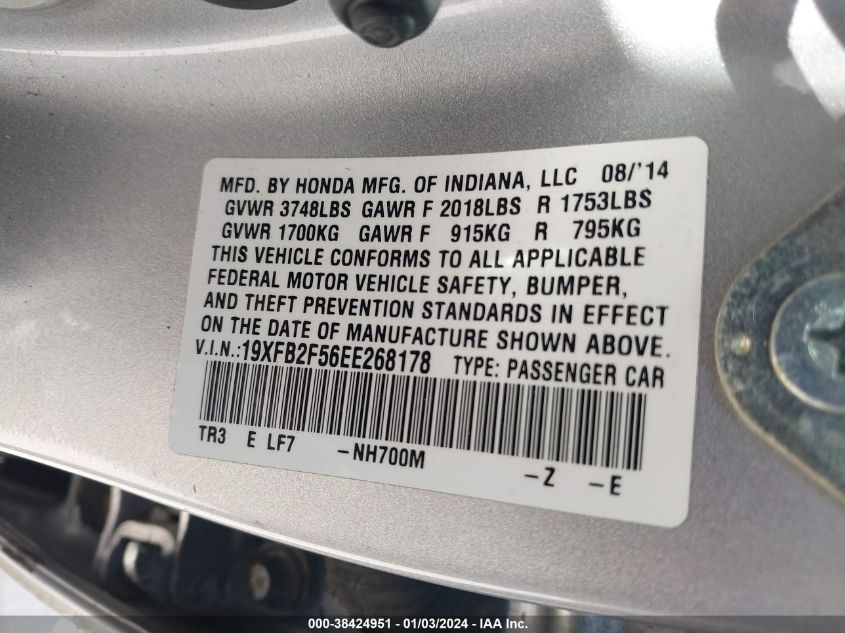 MFD. BY HONDA MFG. OF INDIANA, LLC 08/'14
GVWR 3748LBS GAWR F 2018LBS R 1753LBS
GVWR 1700KG GAWR F 915KG R 795KG
THIS VEHICLE CONFORMS TO ALL APPLICABLE
FEDERAL MOTOR VEHICLE SAFETY, BUMPER,
AND THEFT PREVENTION STANDARDS IN EFFECT
ON THE DATE OF MANUFACTURE SHOWN ABOVE.
V.I.N.:19XFB2F56EE268178 TYPE: PASSENGER CAR
TR3 E LF7 -NH700M -Z -E
000-38424951 - 01/03/2024 - IAA Inc.